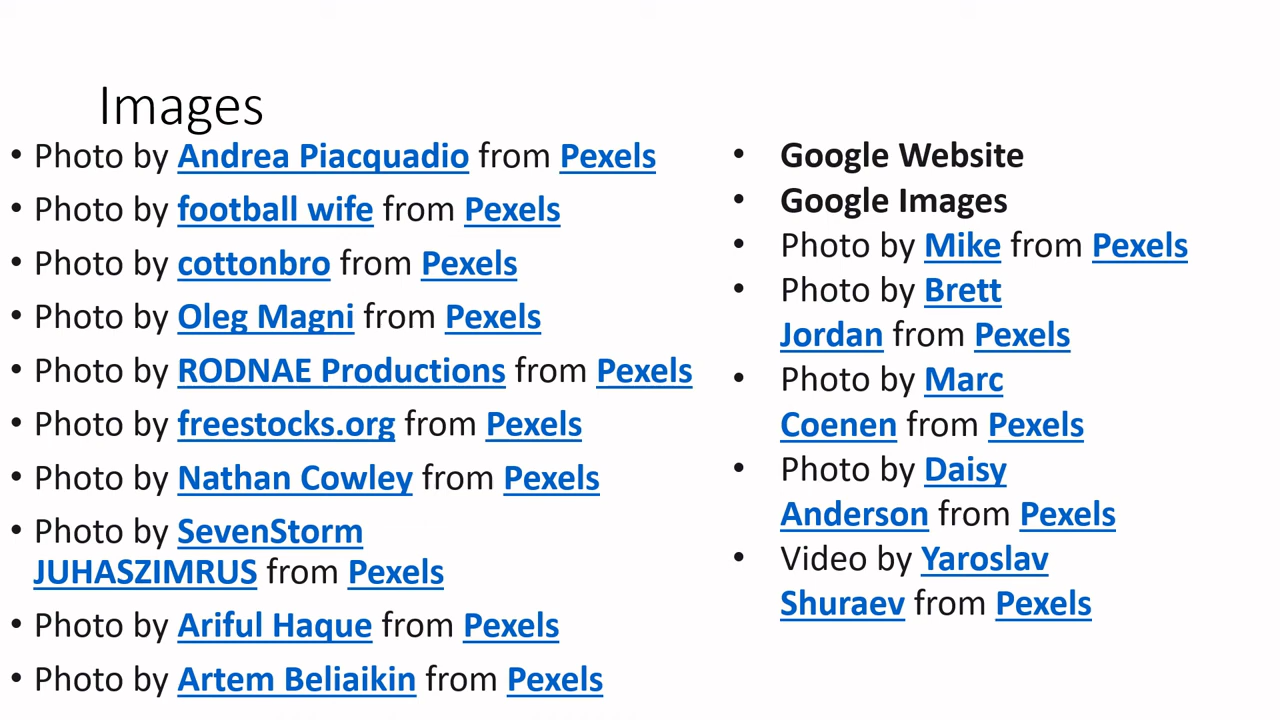 Images
• Photo by Andrea Piacquadio from Pexels
• Photo by football wife from Pexels
• Photo by cottonbro from Pexels
• Photo by Oleg Magni from Pexels
• Photo by RODNAE Productions from Pexels
• Photo by freestocks.org from Pexels
• Photo by Nathan Cowley from Pexels
• Photo by SevenStorm
JUHASZIMRUS from Pexels
• Photo by Ariful Haque from Pexels
• Photo by Artem Beliaikin from Pexels
• Google Website
• Google Images
• Photo by Mike from Pexels
• Photo by Brett
Jordan from Pexels
• Photo by Marc
Coenen from Pexels
• Photo by Daisy
Anderson from Pexels
• Video by Yaroslav
Shuraev from Pexels